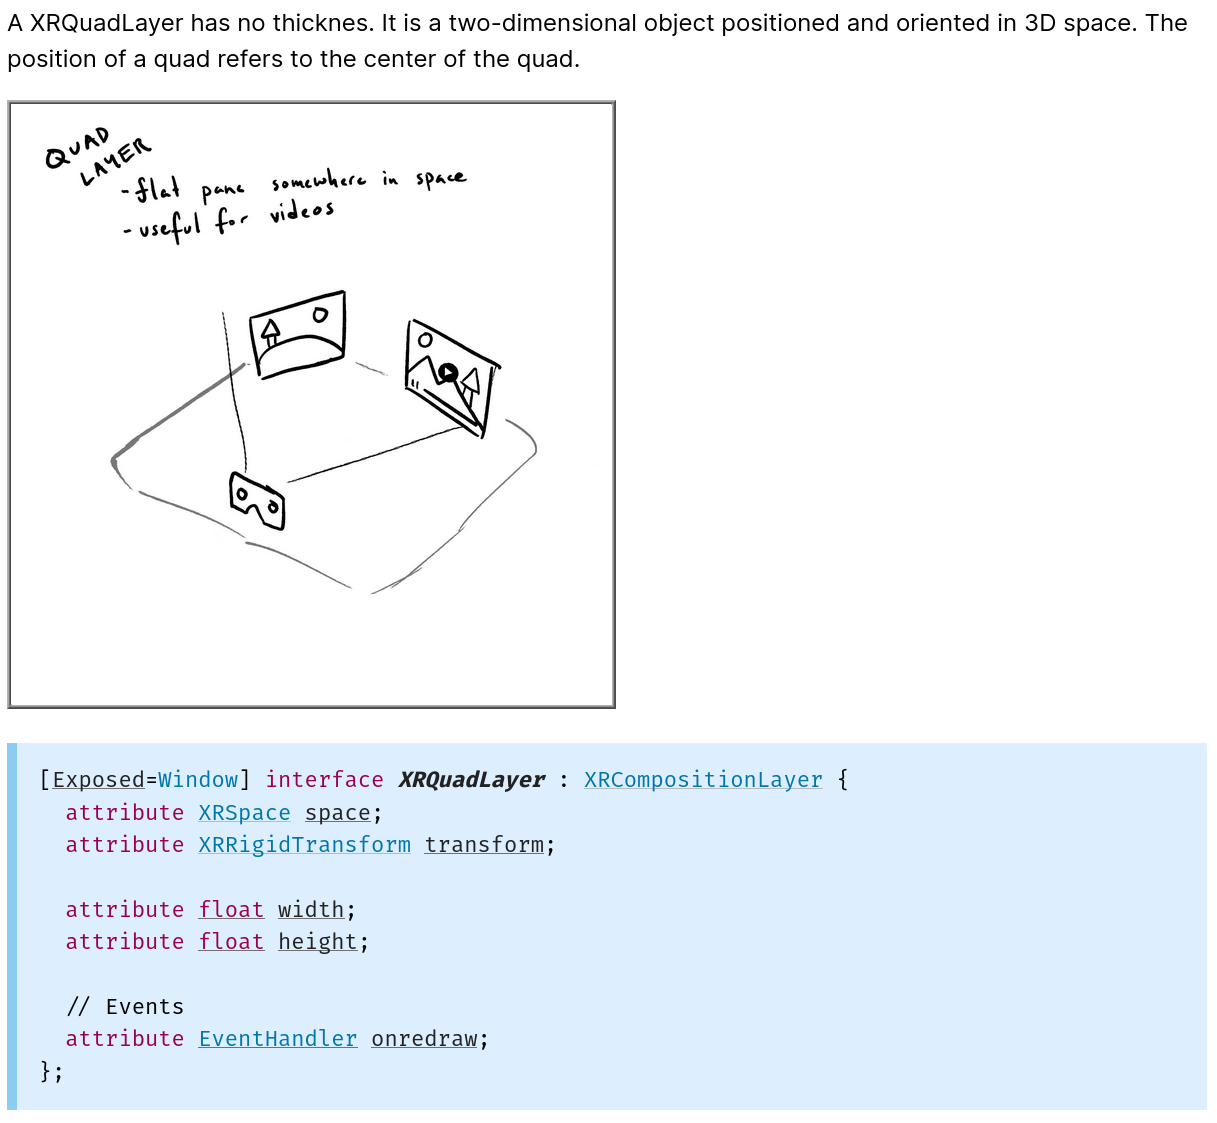 A XRQuadLayer has no thicknes. It is a two-dimensional object positioned and oriented in 3D space. The
position of a quad refers to the center of the quad.
QUAD
LAYER
-flat pane somewhere in space
-useful for videos
[Exposed=Window] interface XRQuadLayer : XRCompositionLayer {
  attribute XRSpace space;
  attribute XRRigidTransform transform;
  attribute float width;
  attribute float height;
  // Events
  attribute EventHandler onredraw;
};